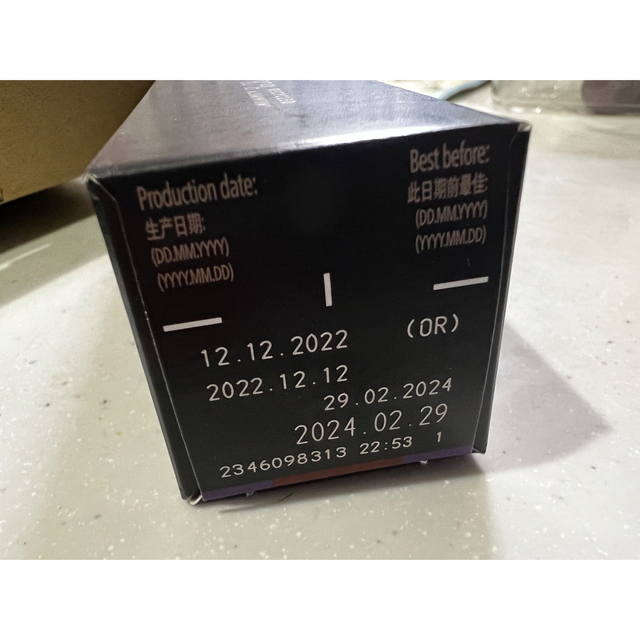 Production date:
生产日期:
(DD.MM.YYYY)
(YYYY.MM.DD)
Best before:
此日期前最佳:
(DD.MM.YYYY)
(YYYY.MM.DD)
12.12.2022
(OR)
2022.12.12
29.02.2024
2024.02.29
2346098313 22:53 1